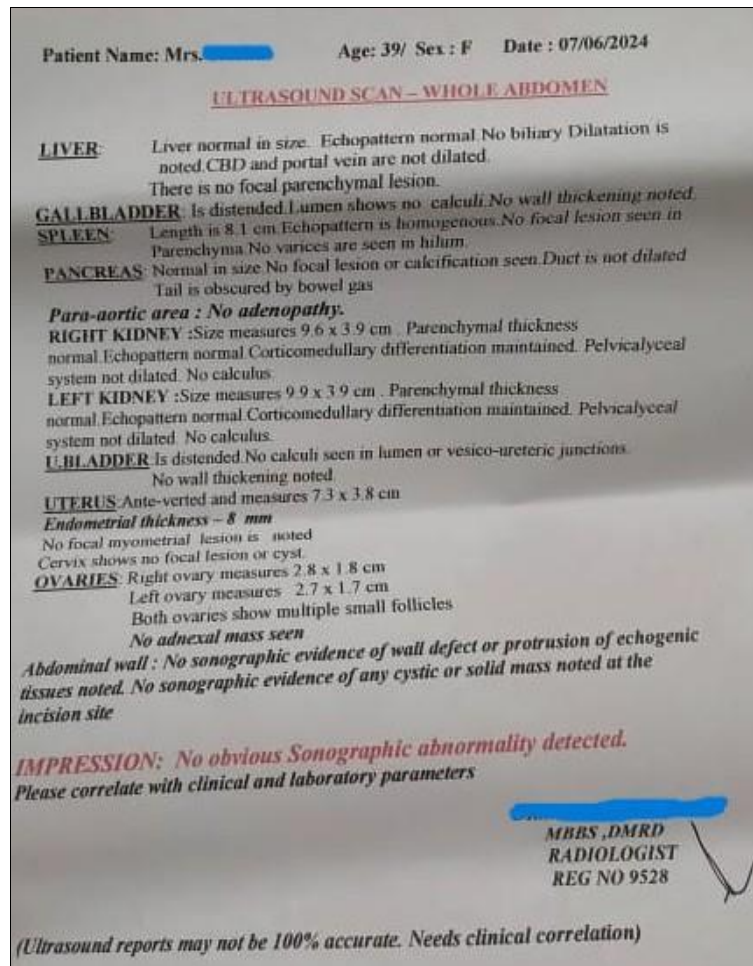 Patient Name: Mrs. Age: 39/ Sex : F Date : 07/06/2024
ULTRASOUND SCAN – WHOLE ABDOMEN
LIVER: Liver normal in size. Echopattern normal.No biliary Dilatation is
noted.CBD and portal vein are not dilated.
There is no focal parenchymal lesion.
GALLBLADDER: Is distended.Lumen shows no calculi.No wall thickening noted.
SPLEEN: Length is 8.1 cm.Echopattern is homogenous.No focal lesion seen in
Parenchyma.No varices are seen in hilum.
PANCREAS: Normal in size.No focal lesion or calcification seen.Duct is not dilated
Tail is obscured by bowel gas
Para-aortic area : No adenopathy.
RIGHT KIDNEY :Size measures 9.6 x 3.9 cm . Parenchymal thickness
normal.Echopattern normal.Corticomedullary differentiation maintained. Pelvicalyceal
system not dilated. No calculus.
LEFT KIDNEY :Size measures 9.9 x 3.9 cm . Parenchymal thickness
normal.Echopattern normal.Corticomedullary differentiation maintained. Pelvicalyceal
system not dilated. No calculus.
U.BLADDER:Is distended.No calculi seen in lumen or vesico-ureteric junctions.
No wall thickening noted
UTERUS:Ante-verted and measures 7.3 x 3.8 cm
Endometrial thickness – 8 mm
No focal myometrial lesion is noted
Cervix shows no focal lesion or cyst.
OVARIES: Right ovary measures 2.8 x 1.8 cm
Left ovary measures 2.7 x 1.7 cm
Both ovaries show multiple small follicles
No adnexal mass seen
Abdominal wall : No sonographic evidence of wall defect or protrusion of echogenic
tissues noted. No sonographic evidence of any cystic or solid mass noted at the
incision site
IMPRESSION: No obvious Sonographic abnormality detected.
Please correlate with clinical and laboratory parameters
MBBS ,DMRD
RADIOLOGIST
REG NO 9528
(Ultrasound reports may not be 100% accurate. Needs clinical correlation)